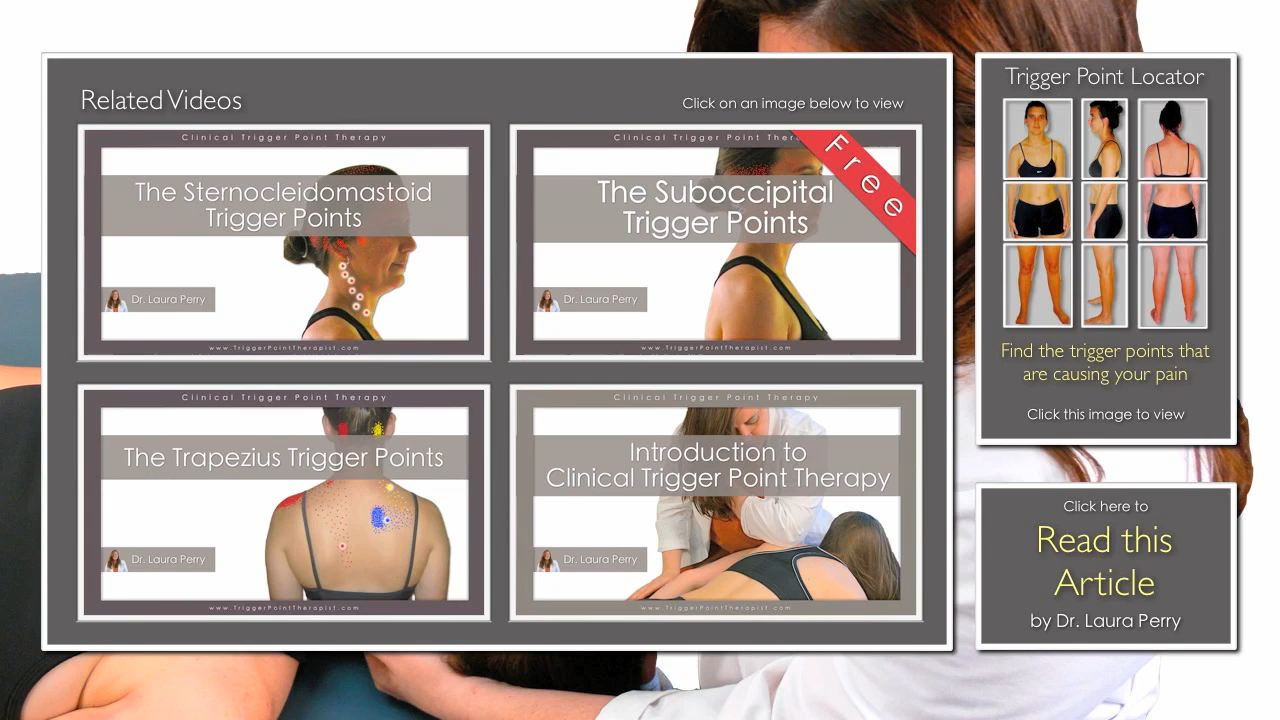 Related Videos
Click on an image below to view
Clinical Trigger Point Therapy
The Sternocleidomastoid
Trigger Points
Dr. Laura Perry
www.TriggerPointTherapist.com
Clinical Trigger Point Ther
Free
The Suboccipital
Trigger Points
Dr. Laura Perry
www.TriggerPointTherapist.com
Clinical Trigger Point Therapy
The Trapezius Trigger Points
Dr. Laura Perry
www.TriggerPointTherapist.com
Clinical Trigger Point Therapy
Introduction to
Clinical Trigger Point Therapy
Dr. Laura Perry
www.TriggerPointTherapist.com
Trigger Point Locator
Find the trigger points that
are causing your pain
Click this image to view
Click here to
Read this
Article
by Dr. Laura Perry